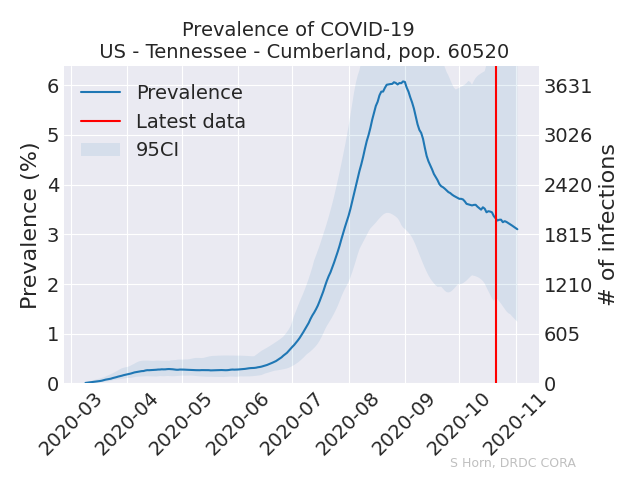 Prevalence of COVID-19
US - Tennessee - Cumberland, pop. 60520
Prevalence
Latest data
95CI
Prevalence (%)
6
5
4
3
2
1
0
3631
3026
2420
1815
1210
605
0
# of infections
2020-03
2020-04
2020-05
2020-06
2020-07
2020-08
2020-09
2020-10
2020-11
S Horn, DRDC CORA